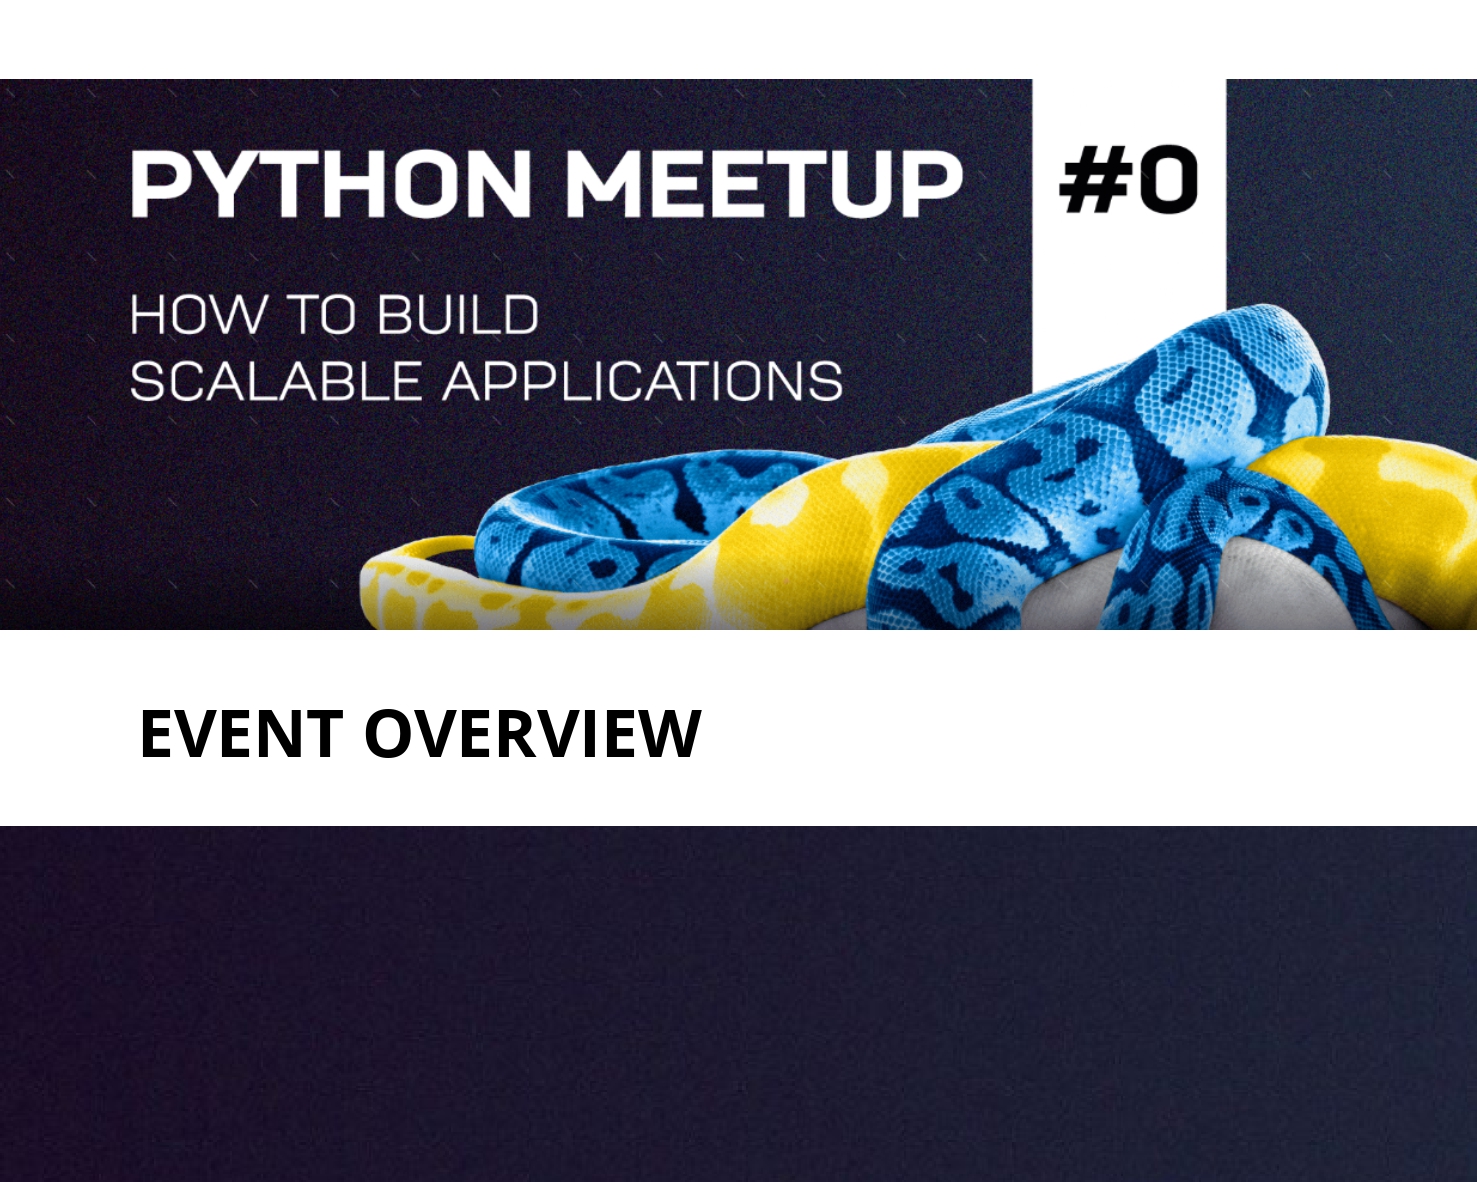 PYTHON MEETUP #0
HOW TO BUILD
SCALABLE APPLICATIONS
EVENT OVERVIEW